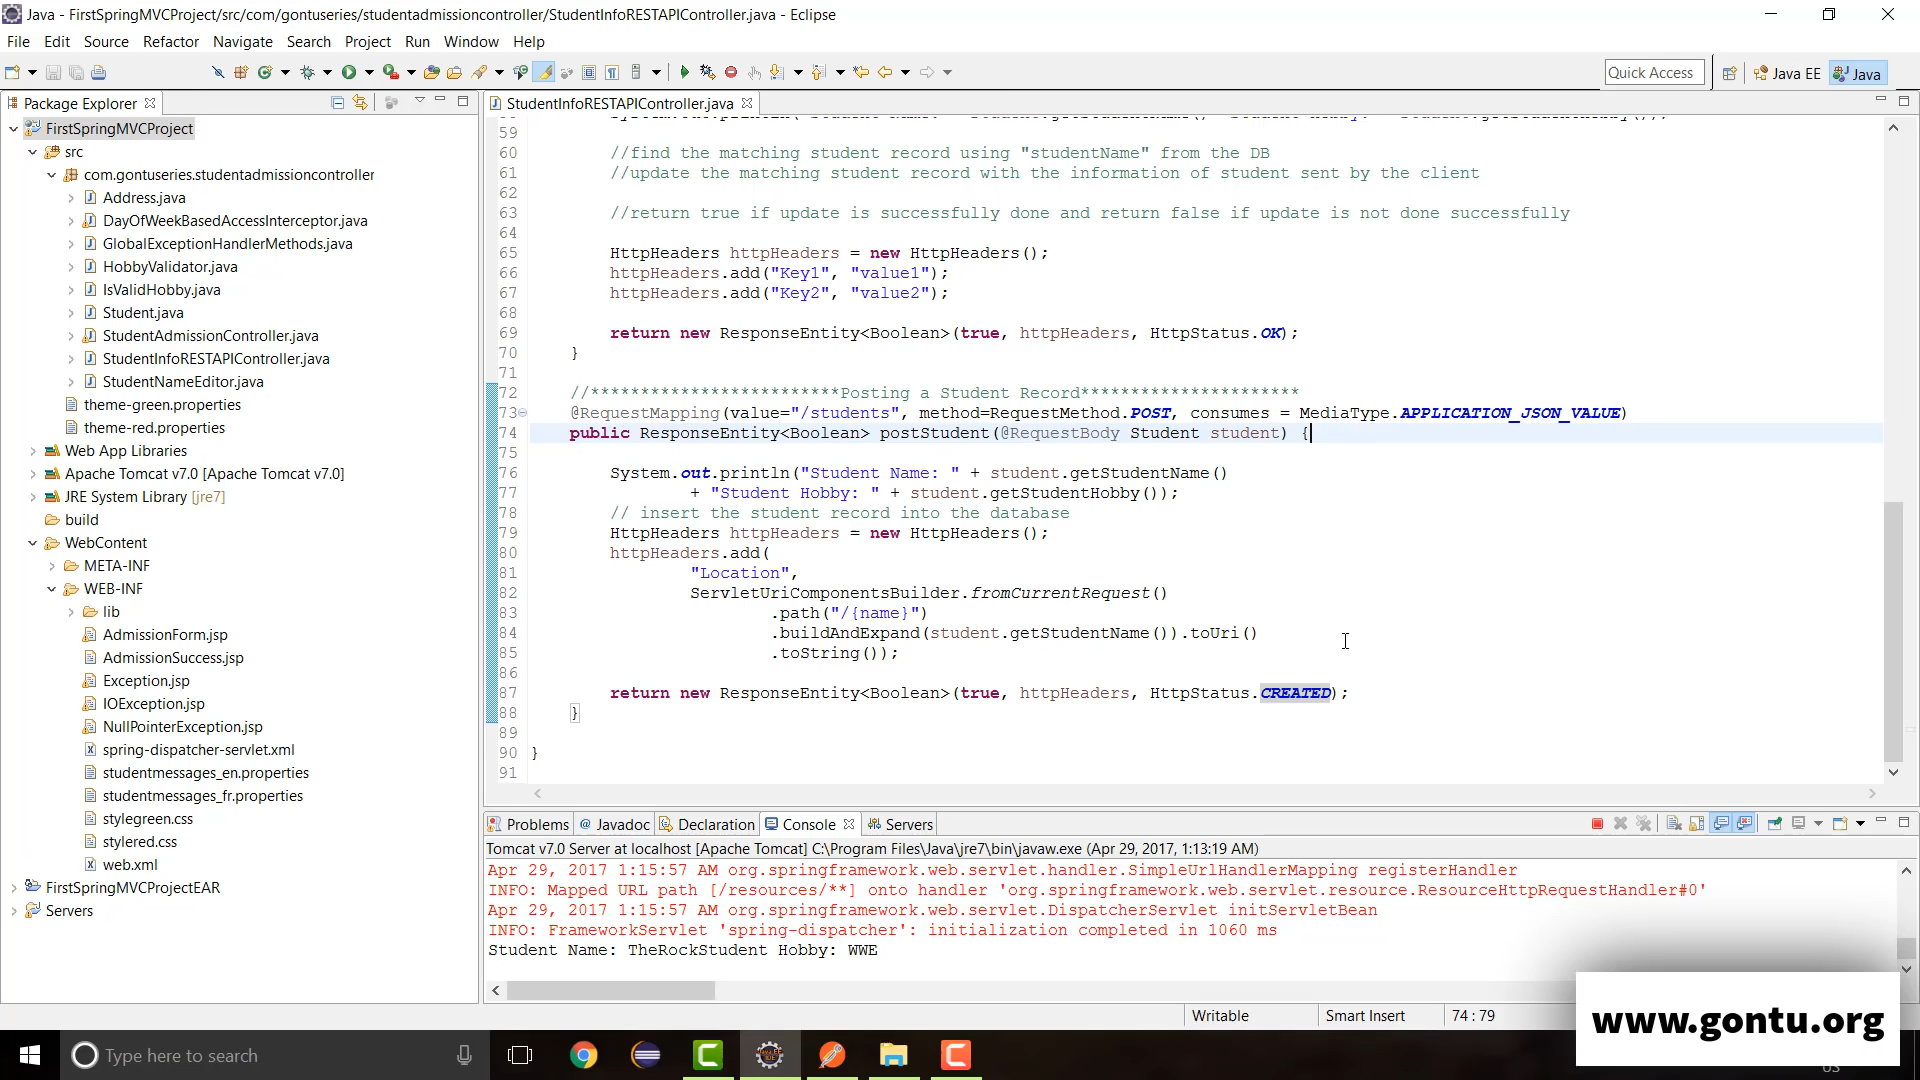 Java - FirstSpringMVCProject/src/com/gontuseries/studentadmissioncontroller/StudentInfoRESTAPIController.java - Eclipse
File Edit Source Refactor Navigate Search Project Run Window Help
Quick Access Java EE Java
Package Explorer
FirstSpringMVCProject
src
com.gontuseries.studentadmissioncontroller
Address.java
DayOfWeekBasedAccessInterceptor.java
GlobalExceptionHandlerMethods.java
HobbyValidator.java
IsValidHobby.java
Student.java
StudentAdmissionController.java
StudentInfoRESTAPIController.java
StudentNameEditor.java
theme-green.properties
theme-red.properties
Web App Libraries
Apache Tomcat v7.0 [Apache Tomcat v7.0]
JRE System Library [jre7]
build
WebContent
META-INF
WEB-INF
lib
AdmissionForm.jsp
AdmissionSuccess.jsp
Exception.jsp
IOException.jsp
NullPointerException.jsp
spring-dispatcher-servlet.xml
studentmessages_en.properties
studentmessages_fr.properties
stylegreen.css
stylered.css
web.xml
FirstSpringMVCProjectEAR
Servers
StudentInfoRESTAPIController.java
59
60 //find the matching student record using "studentName" from the DB
61 //update the matching student record with the information of student sent by the client
62
63 //return true if update is successfully done and return false if update is not done successfully
64
65 HttpHeaders httpHeaders = new HttpHeaders();
66 httpHeaders.add("Key1", "value1");
67 httpHeaders.add("Key2", "value2");
68
69 return new ResponseEntity<Boolean>(true, httpHeaders, HttpStatus.OK);
70 }
71
72 //*************************Posting a Student Record**********************
73 @RequestMapping(value="/students", method=RequestMethod.POST, consumes = MediaType.APPLICATION_JSON_VALUE)
74 public ResponseEntity<Boolean> postStudent(@RequestBody Student student) {
75
76 System.out.println("Student Name: " + student.getStudentName()
77 + "Student Hobby: " + student.getStudentHobby());
78 // insert the student record into the database
79 HttpHeaders httpHeaders = new HttpHeaders();
80 httpHeaders.add(
81 "Location",
82 ServletUriComponentsBuilder.fromCurrentRequest()
83 .path("/{name}")
84 .buildAndExpand(student.getStudentName()).toUri()
85 .toString());
86
87 return new ResponseEntity<Boolean>(true, httpHeaders, HttpStatus.CREATED);
88 }
89
90 }
91
Problems @ Javadoc Declaration Console Servers
Tomcat v7.0 Server at localhost [Apache Tomcat] C:\Program Files\Java\jre7\bin\javaw.exe (Apr 29, 2017, 1:13:19 AM)
Apr 29, 2017 1:15:57 AM org.springframework.web.servlet.handler.SimpleUrlHandlerMapping registerHandler
INFO: Mapped URL path [/resources/**] onto handler 'org.springframework.web.servlet.resource.ResourceHttpRequestHandler#0'
Apr 29, 2017 1:15:57 AM org.springframework.web.servlet.DispatcherServlet initServletBean
INFO: FrameworkServlet 'spring-dispatcher': initialization completed in 1060 ms
Student Name: TheRockStudent Hobby: WWE
Writable Smart Insert 74 : 79
www.gontu.org
Type here to search